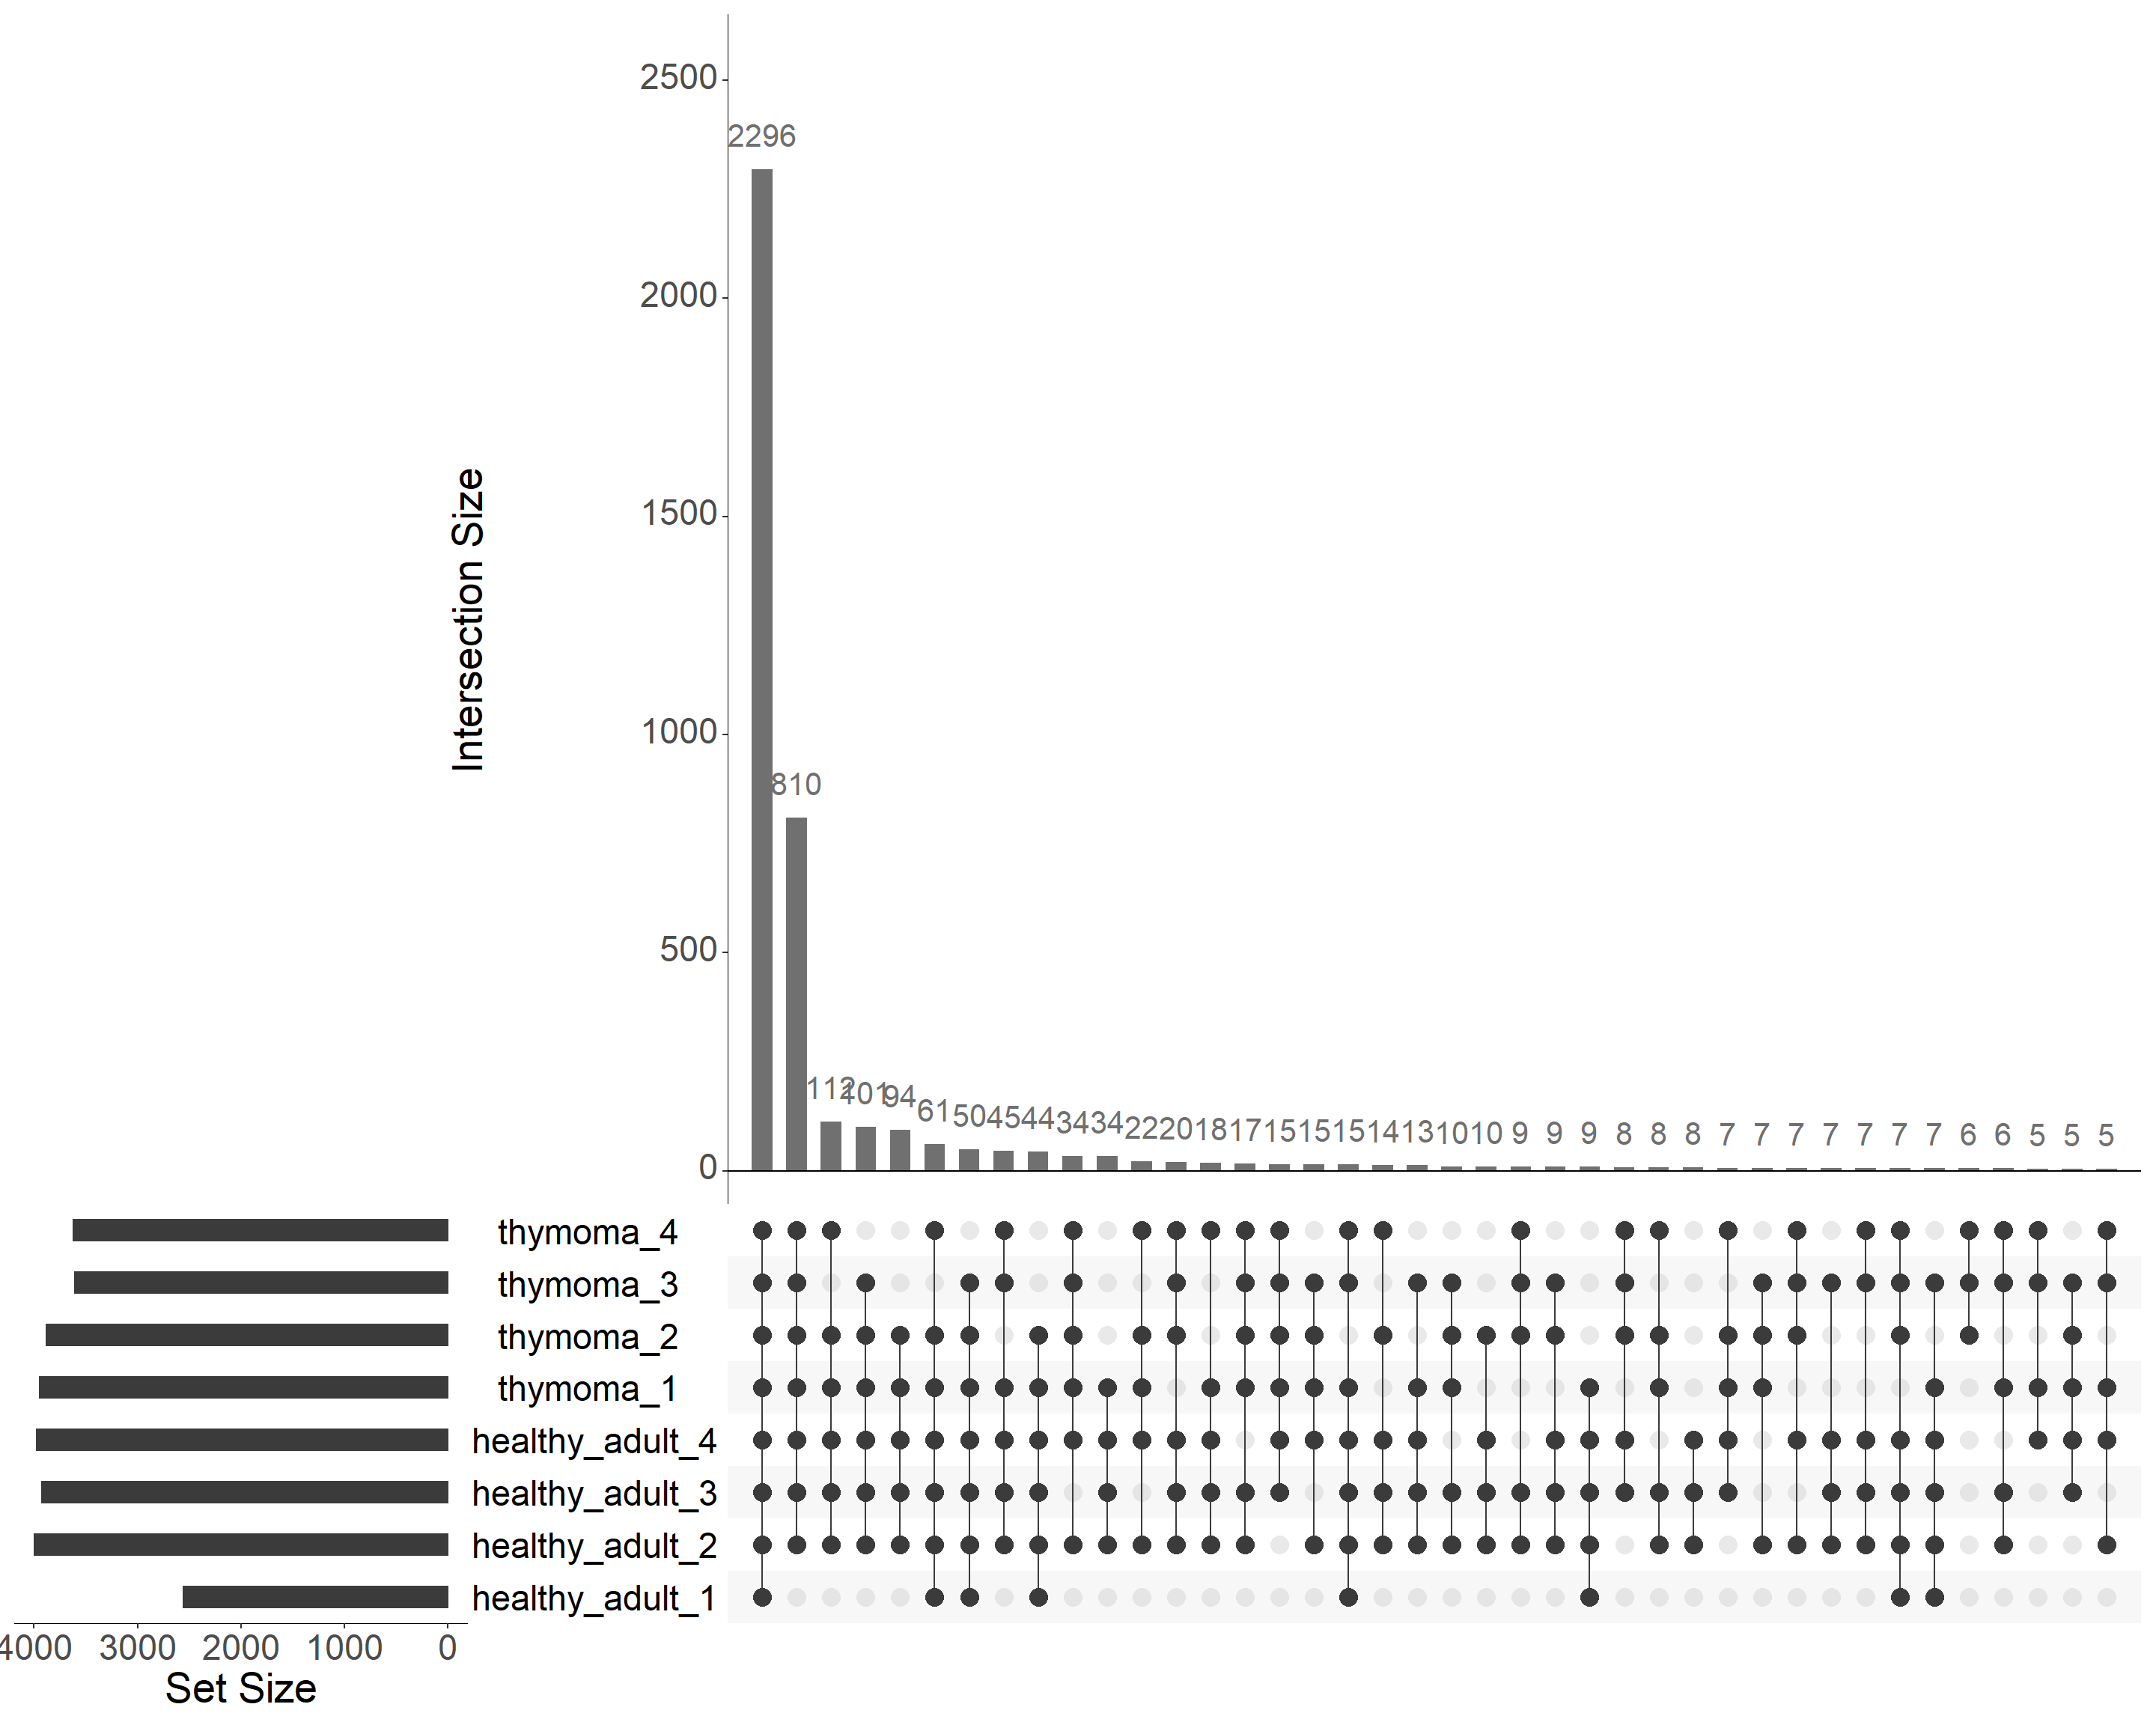 2500
2296
2000
1500
Intersection Size
1000
810
500
112 101 94 61 50 45 44 34 34 22 20 18 17 15 15 15 14 13 10 10 9 9 9 8 8 8 7 7 7 7 7 7 7 6 6 5 5 5
0
thymoma_4
thymoma_3
thymoma_2
thymoma_1
healthy_adult_4
healthy_adult_3
healthy_adult_2
healthy_adult_1
4000 3000 2000 1000 0
Set Size